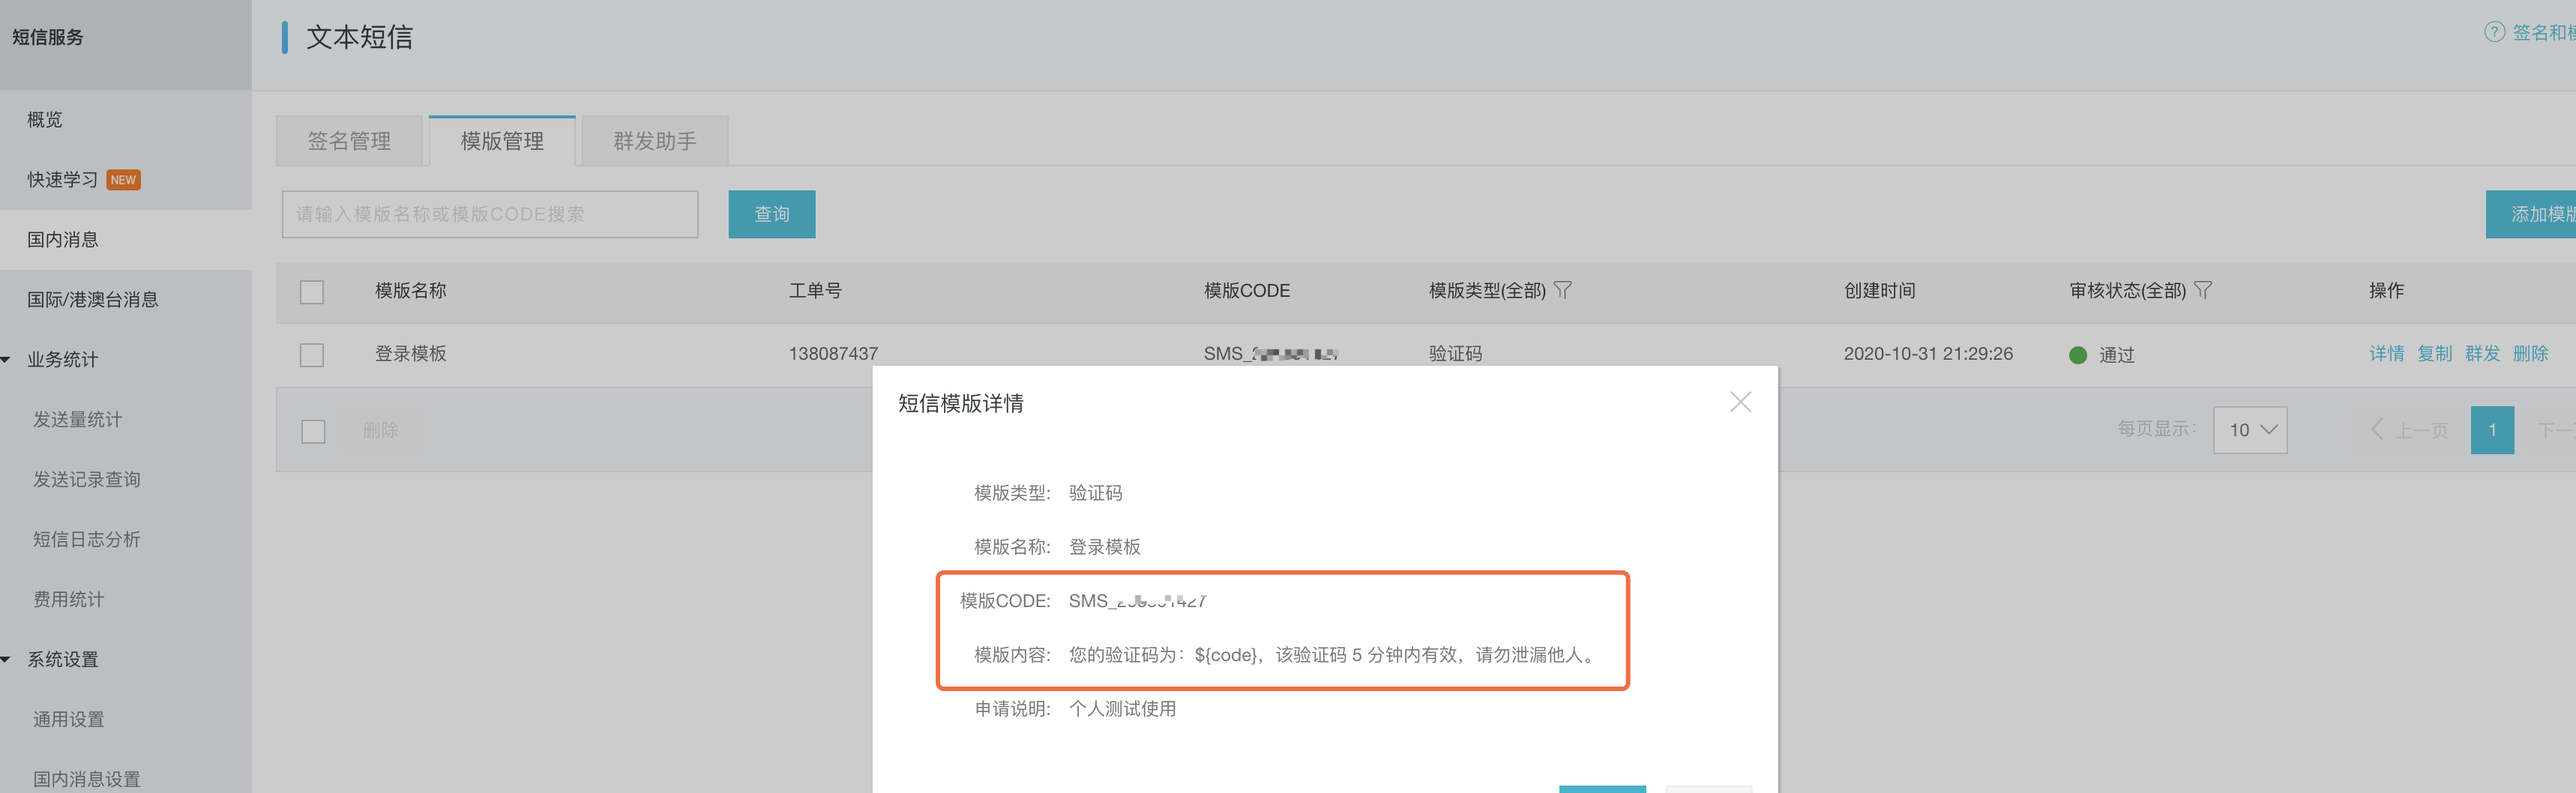 短信服务
文本短信
签名和
概览
签名管理
模版管理
群发助手
快速学习 NEW
请输入模版名称或模版CODE搜索
查询
添加模版
国内消息
模版名称
工单号
模版CODE
模版类型(全部)
创建时间
审核状态(全部)
操作
国际/港澳台消息
登录模板
138087437
SMS_
验证码
2020-10-31 21:29:26
通过
详情 复制 群发 删除
业务统计
短信模版详情
删除
每页显示:
10
上一页
1
下一
发送量统计
发送记录查询
模版类型: 验证码
短信日志分析
模版名称: 登录模板
费用统计
模版CODE: SMS_
系统设置
模版内容: 您的验证码为：${code}，该验证码 5 分钟内有效，请勿泄漏他人。
通用设置
申请说明: 个人测试使用
国内消息设置